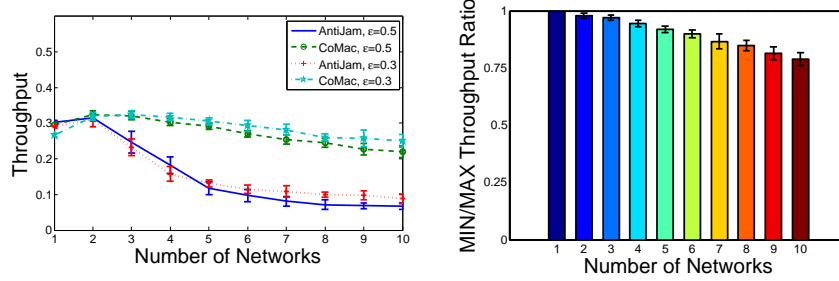 AntiJam, ε=0.5
CoMac, ε=0.5
AntiJam, ε=0.3
CoMac, ε=0.3
0.5
0.4
0.3
0.2
0.1
0
Throughput
1 2 3 4 5 6 7 8 9 10
Number of Networks
1
0.75
0.5
0.25
0
MIN/MAX Throughput Ratio
1 2 3 4 5 6 7 8 9 10
Number of Networks